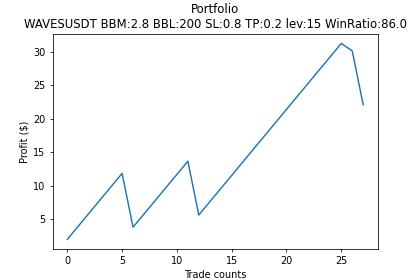 Portfolio
WAVESUSDT BBM:2.8 BBL:200 SL:0.8 TP:0.2 lev:15 WinRatio:86.0
30
25
20
15
10
5
Profit ($)
0 5 10 15 20 25
Trade counts